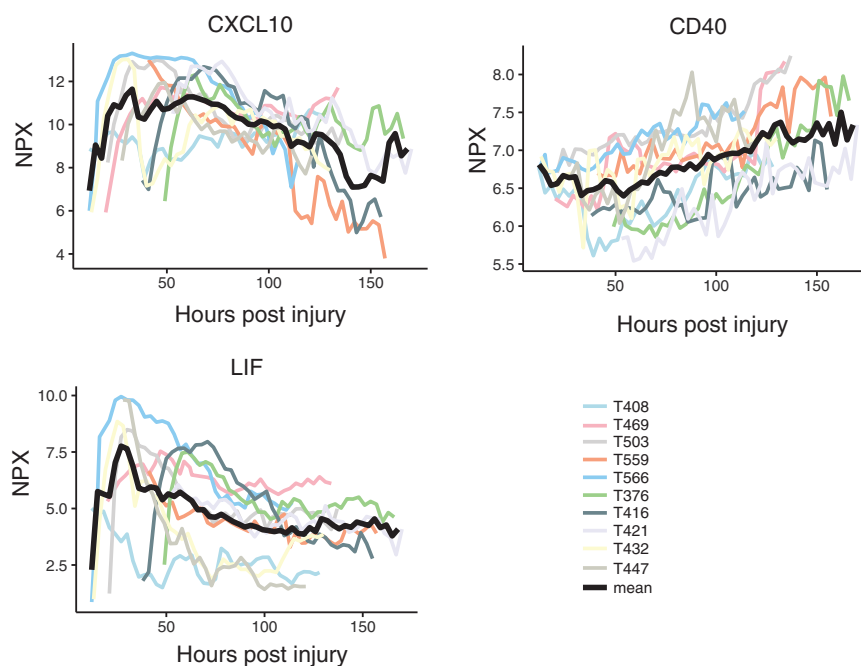 CXCL10
NPX
12
10
8
6
4
50
100
150
Hours post injury
CD40
NPX
8.0
7.5
7.0
6.5
6.0
5.5
50
100
150
Hours post injury
LIF
NPX
10.0
7.5
5.0
2.5
0
50
100
150
Hours post injury
T408
T469
T503
T559
T566
T376
T416
T421
T432
T447
mean